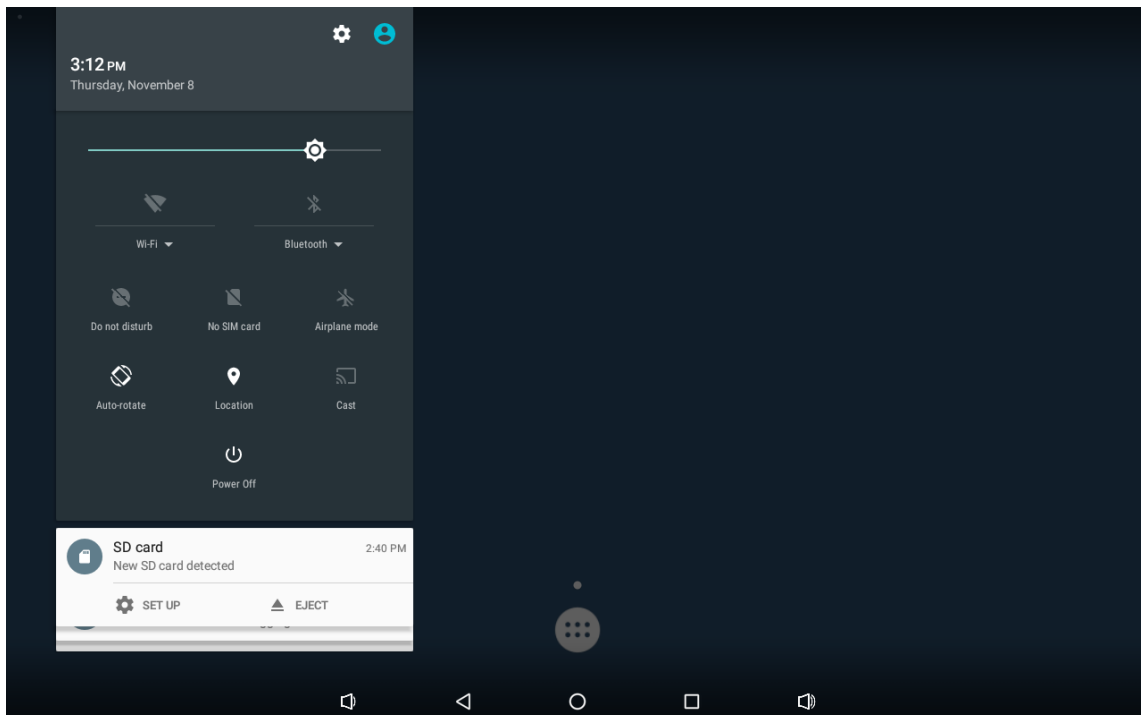 3:12 PM
Thursday, November 8
Wi-Fi
Bluetooth
Do not disturb
No SIM card
Airplane mode
Auto-rotate
Location
Cast
Power Off
SD card
2:40 PM
New SD card detected
SET UP
EJECT